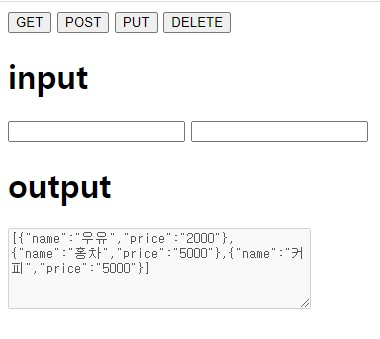 GET POST PUT DELETE
input
output
[{"name":"우유","price":"2000"},
{"name":"홍차","price":"5000"},{"name":"커
피","price":"5000"}]